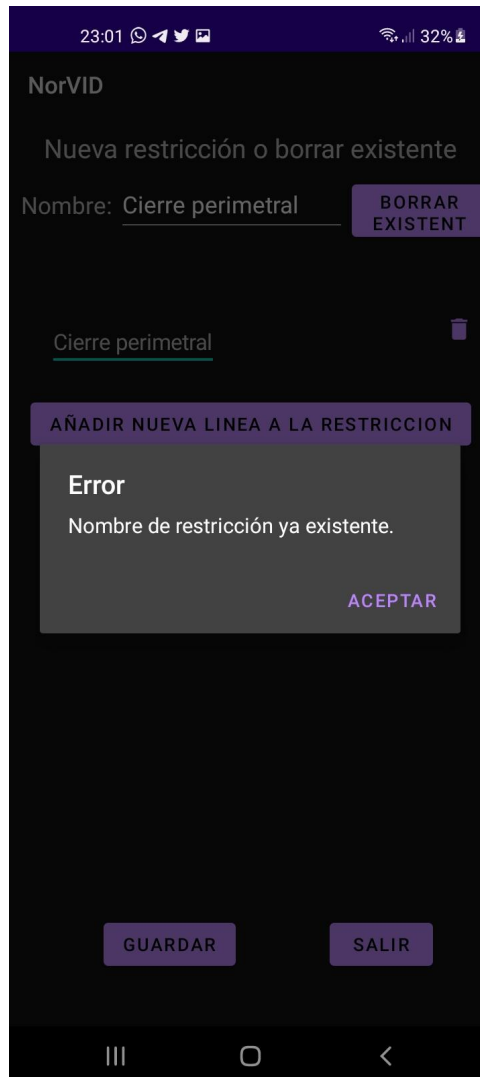 23:01 32%
NorVID
Nueva restricción o borrar existente
Nombre: Cierre perimetral
BORRAR
EXISTENT
Cierre perimetral
AÑADIR NUEVA LINEA A LA RESTRICCION
Error
Nombre de restricción ya existente.
ACEPTAR
GUARDAR SALIR